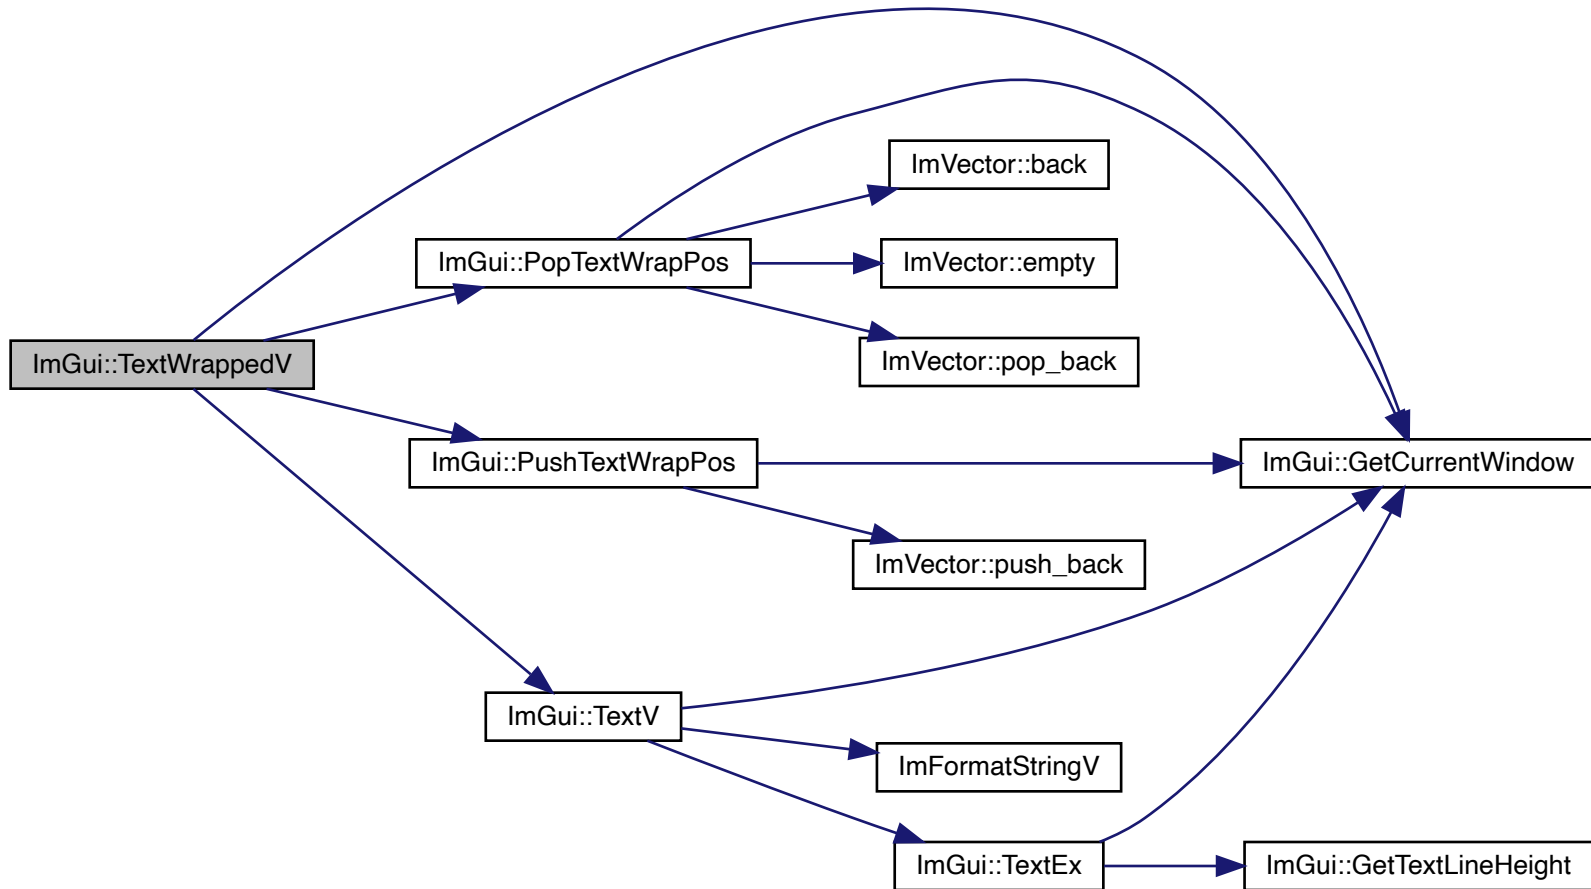 ImVector::back
ImGui::PopTextWrapPos
ImVector::empty
ImGui::TextWrappedV
ImVector::pop_back
ImGui::PushTextWrapPos
ImGui::GetCurrentWindow
ImVector::push_back
ImGui::TextV
ImFormatStringV
ImGui::TextEx
ImGui::GetTextLineHeight